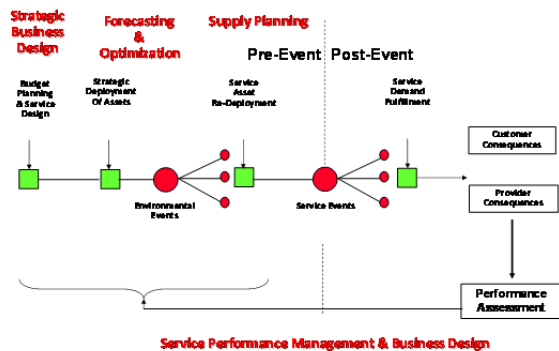 Strategic
Business
Design
Forecasting
&
Optimization
Supply Planning
Pre-Event
Post-Event
Budget
Planning
& Service
Design
Strategic
Deployment
Of Assets
Service
Asset
Re-Deployment
Service
Demand
Fulfillment
Customer
Consequences
Environmental
Events
Service Events
Provider
Consequences
Performance
Assessment
Service Performance Management & Business Design